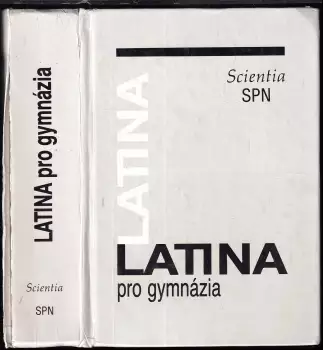 LATINA pro gymnázia
Scientia
SPN
Scientia
SPN
LATINA
LATINA
pro gymnázia